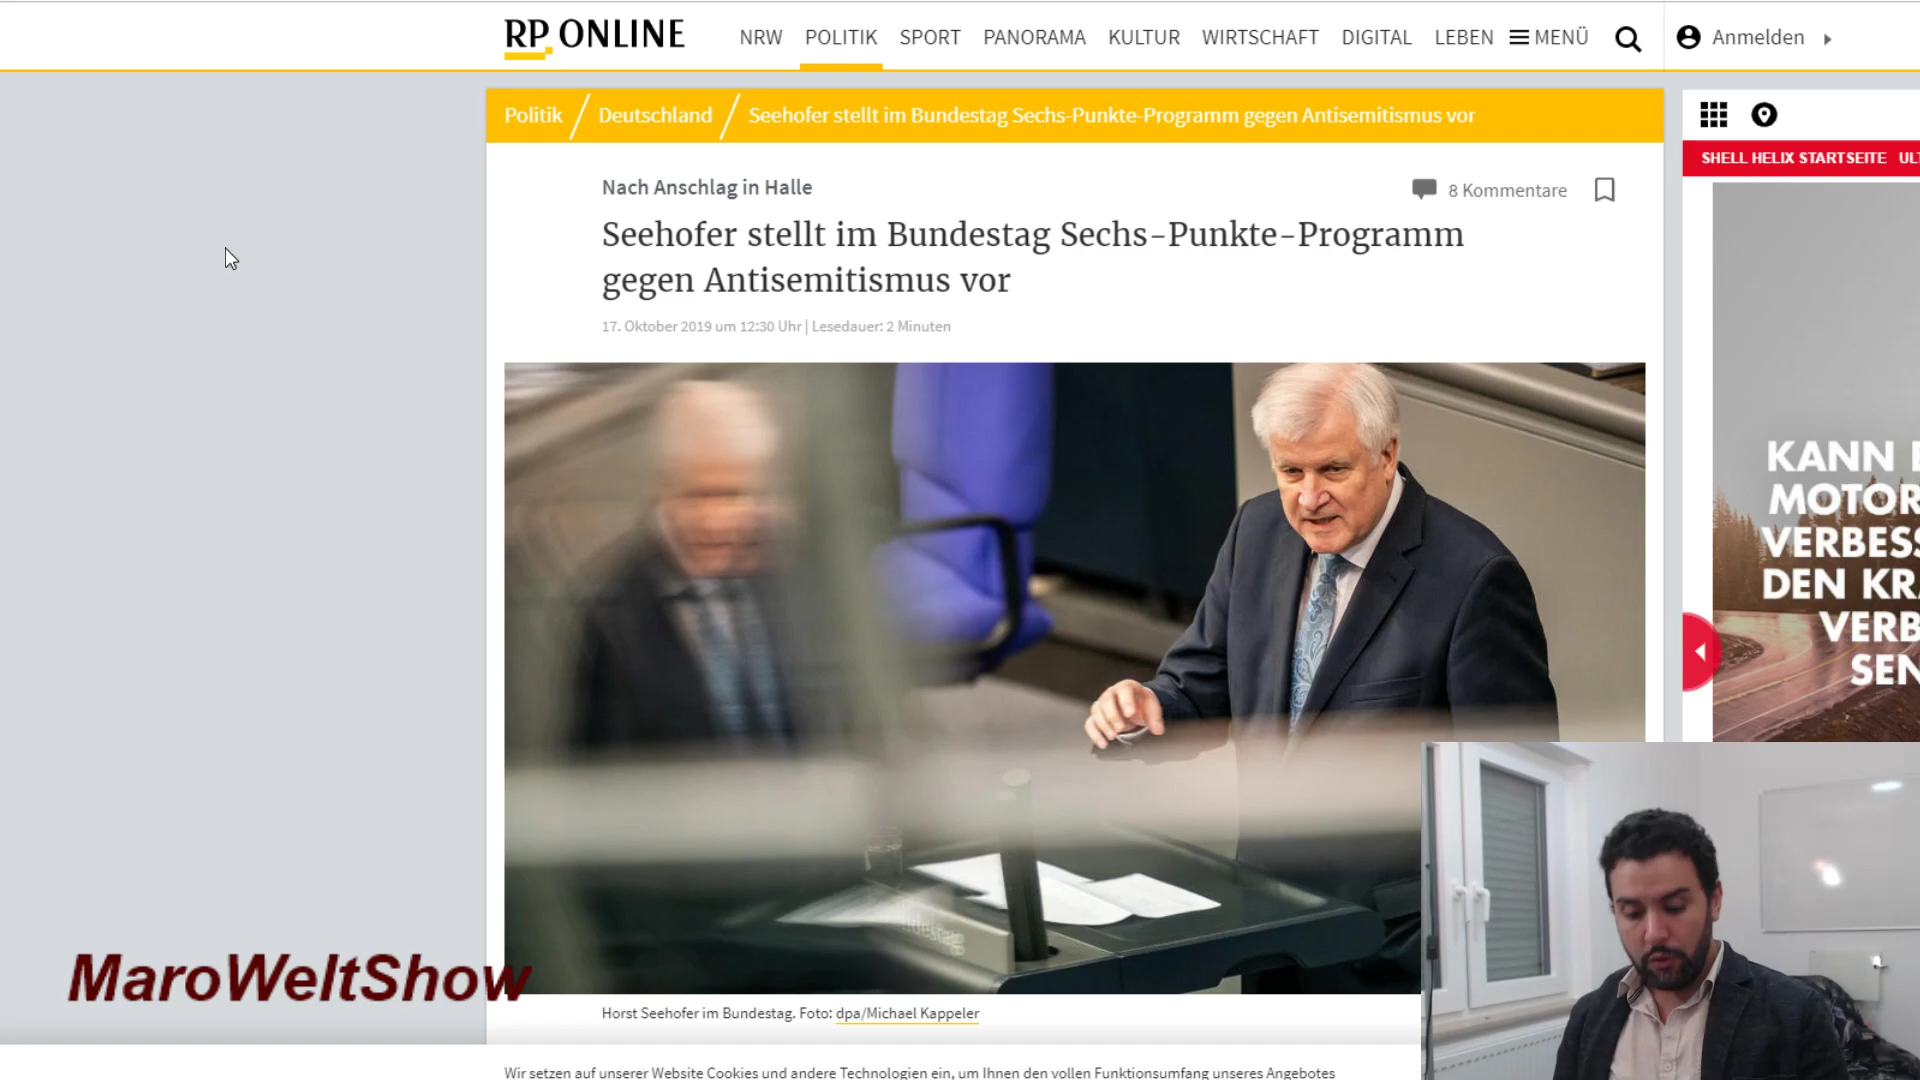 RP ONLINE
NRW POLITIK SPORT PANORAMA KULTUR WIRTSCHAFT DIGITAL LEBEN MENÜ Anmelden
Politik Deutschland Seehofer stellt im Bundestag Sechs-Punkte-Programm gegen Antisemitismus vor
SHELL HELIX STARTSEITE
Nach Anschlag in Halle
8 Kommentare
Seehofer stellt im Bundestag Sechs-Punkte-Programm
gegen Antisemitismus vor
17. Oktober 2019 um 12:30 Uhr | Lesedauer: 2 Minuten
KANN
MOTOR
VERBESS
DEN KRA
VERB
SEN
MaroWeltShow
Horst Seehofer im Bundestag. Foto: dpa/Michael Kappeler
Wir setzen auf unserer Website Cookies und andere Technologien ein, um Ihnen den vollen Funktionsumfang unseres Angebotes